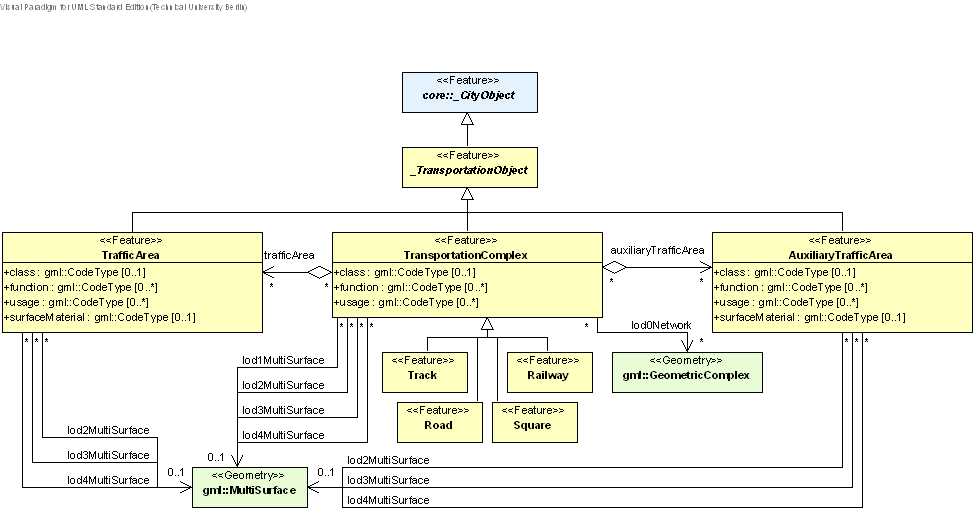 Visual Paradigm for UML Standard Edition(Technical University Berlin)
<<Feature>>
core::_CityObject
<<Feature>>
_TransportationObject
<<Feature>>
TrafficArea
+class : gml::CodeType [0..1]
+function : gml::CodeType [0..*]
+usage : gml::CodeType [0..*]
+surfaceMaterial : gml::CodeType [0..1]
trafficArea
*
*
<<Feature>>
TransportationComplex
+class : gml::CodeType [0..1]
+function : gml::CodeType [0..*]
+usage : gml::CodeType [0..*]
auxiliaryTrafficArea
*
*
<<Feature>>
AuxiliaryTrafficArea
+class : gml::CodeType [0..1]
+function : gml::CodeType [0..*]
+usage : gml::CodeType [0..*]
+surfaceMaterial : gml::CodeType [0..1]
* * * *
*
lod0Network
*
* * *
* * *
<<Feature>>
Track
<<Feature>>
Railway
<<Geometry>>
gml::GeometricComplex
<<Feature>>
Road
<<Feature>>
Square
lod1MultiSurface
lod2MultiSurface
lod3MultiSurface
lod4MultiSurface
0..1
lod2MultiSurface
lod3MultiSurface
lod4MultiSurface
0..1
<<Geometry>>
gml::MultiSurface
0..1
lod2MultiSurface
lod3MultiSurface
lod4MultiSurface